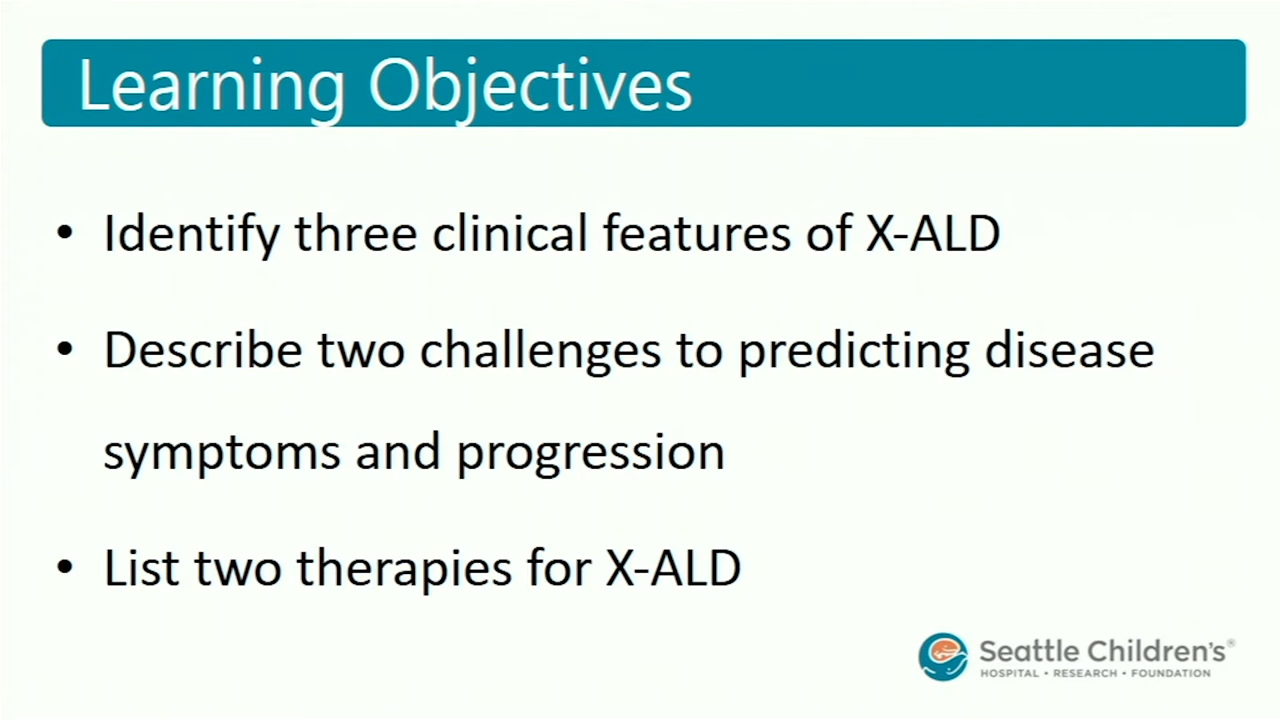 Learning Objectives
• Identify three clinical features of X-ALD
• Describe two challenges to predicting disease
symptoms and progression
• List two therapies for X-ALD
Seattle Children's®
HOSPITAL • RESEARCH • FOUNDATION